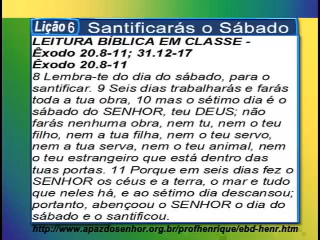 Lição 6 Santificarás o Sábado
LEITURA BÍBLICA EM CLASSE -
Êxodo 20.8-11; 31.12-17
Êxodo 20.8-11
8 Lembra-te do dia do sábado, para o
santificar. 9 Seis dias trabalharás e farás
toda a tua obra, 10 mas o sétimo dia é o
sábado do SENHOR, teu DEUS; não
farás nenhuma obra, nem tu, nem o teu
filho, nem a tua filha, nem o teu servo,
nem a tua serva, nem o teu animal, nem
o teu estrangeiro que está dentro das
tuas portas. 11 Porque em seis dias fez o
SENHOR os céus e a terra, o mar e tudo
que neles há, e ao sétimo dia descansou;
portanto, abençoou o SENHOR o dia do
sábado e o santificou.
http://www.apazdosenhor.org.br/profhenrique/ebd-henr.htm